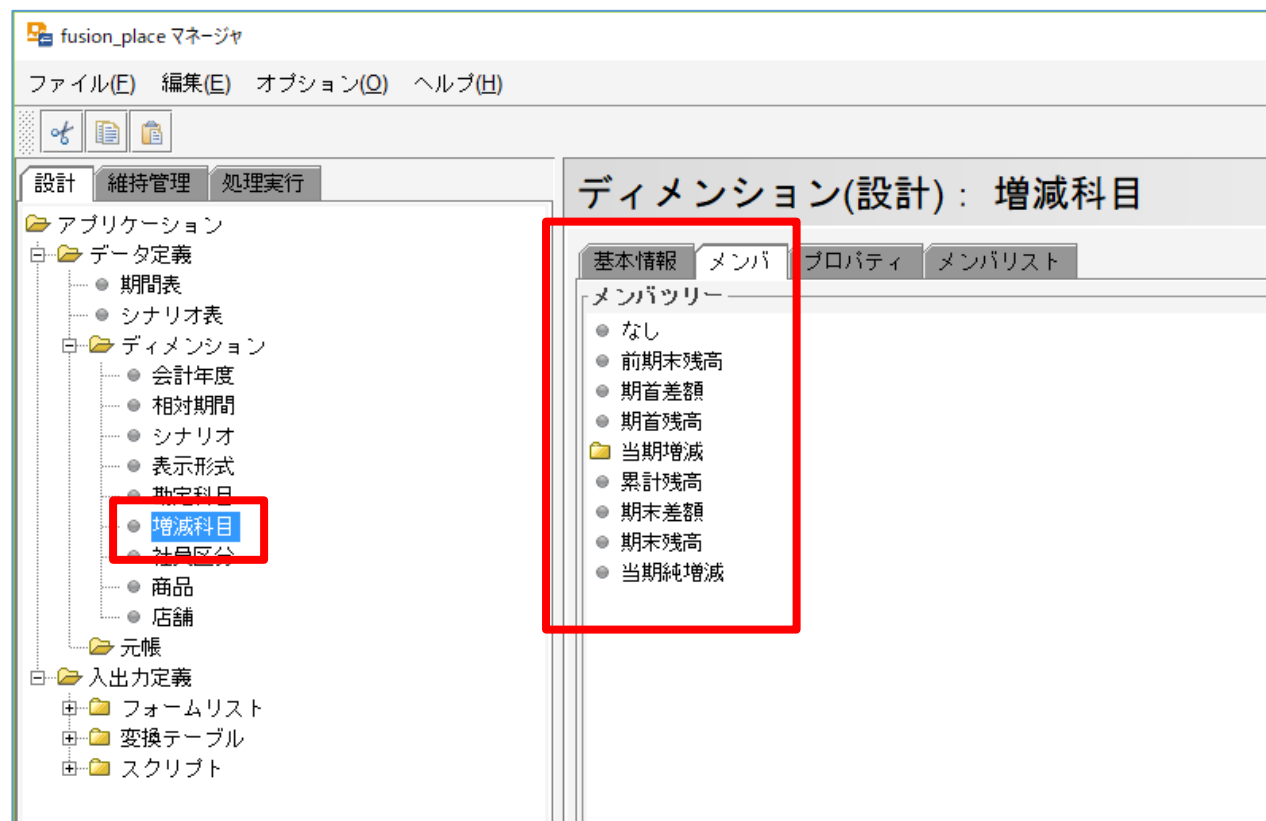 fusion_place マネージャ
ファイル(F) 編集(E) オプション(O) ヘルプ(H)
設計 維持管理 処理実行
アプリケーション
データ定義
期間表
シナリオ表
ディメンション
会計年度
相対期間
シナリオ
表示形式
勘定科目
増減科目
社員区分
商品
店舗
元帳
入出力定義
フォームリスト
変換テーブル
スクリプト
ディメンション(設計): 増減科目
基本情報 メンバ プロパティ メンバリスト
メンバツリー
なし
前期末残高
期首差額
期首残高
当期増減
累計残高
期末差額
期末残高
当期純増減